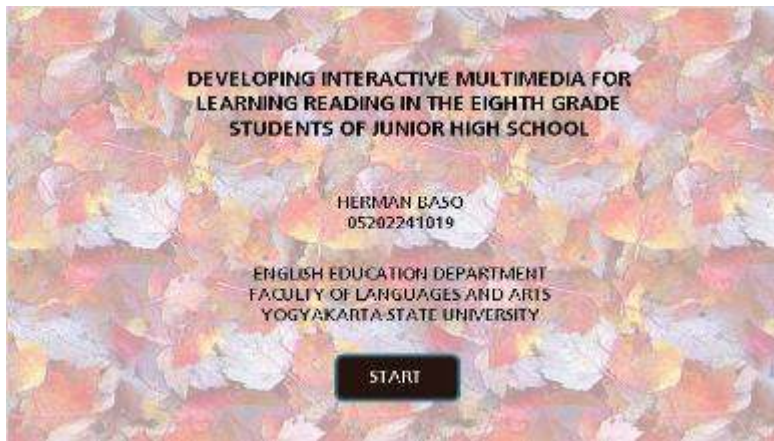 DEVELOPING INTERACTIVE MULTIMEDIA FOR
LEARNING READING IN THE EIGHTH GRADE
STUDENTS OF JUNIOR HIGH SCHOOL
HERMAN BASO
05202241019
ENGLISH EDUCATION DEPARTMENT
FACULTY OF LANGUAGES AND ARTS
YOGYAKARTA STATE UNIVERSITY
START